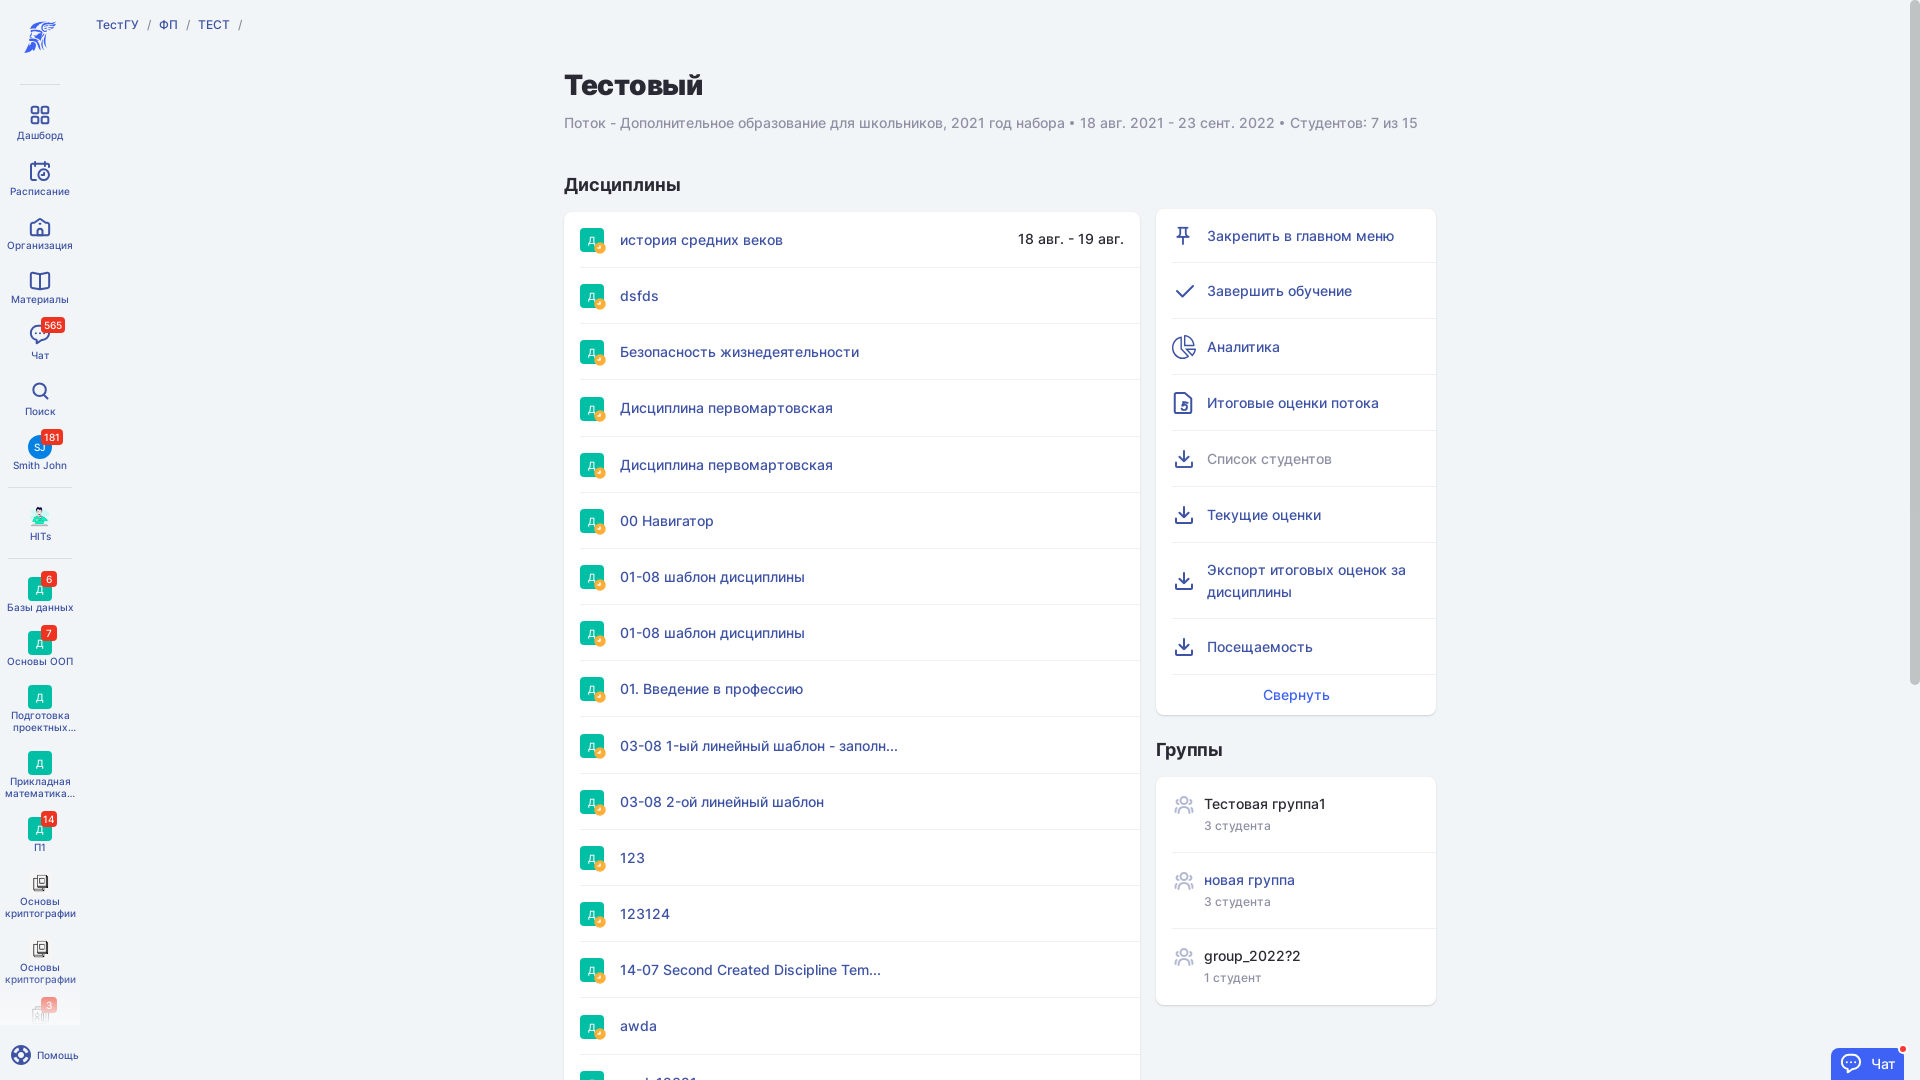 ТестГУ / ФП / ТЕСТ /
Дашборд
Расписание
Организация
Материалы
565
Чат
Поиск
181
SJ
Smith John
HITs
6
Д
Базы данных
7
Д
Основы ООП
Д
Подготовка
проектных...
Д
Прикладная
математика...
14
Д
П1
Основы
криптографии
Основы
криптографии
3
Помощь
Тестовый
Поток - Дополнительное образование для школьников, 2021 год набора • 18 авг. 2021 - 23 сент. 2022 • Студентов: 7 из 15
Дисциплины
Д история средних веков 18 авг. - 19 авг.
Д dsfds
Д Безопасность жизнедеятельности
Д Дисциплина первомартовская
Д Дисциплина первомартовская
Д 00 Навигатор
Д 01-08 шаблон дисциплины
Д 01-08 шаблон дисциплины
Д 01. Введение в профессию
Д 03-08 1-ый линейный шаблон - заполн...
Д 03-08 2-ой линейный шаблон
Д 123
Д 123124
Д 14-07 Second Created Discipline Tem...
Д awda
Закрепить в главном меню
Завершить обучение
Аналитика
5 Итоговые оценки потока
Список студентов
Текущие оценки
Экспорт итоговых оценок за
дисциплины
Посещаемость
Свернуть
Группы
Тестовая группа1
3 студента
новая группа
3 студента
group_2022?2
1 студент
Чат